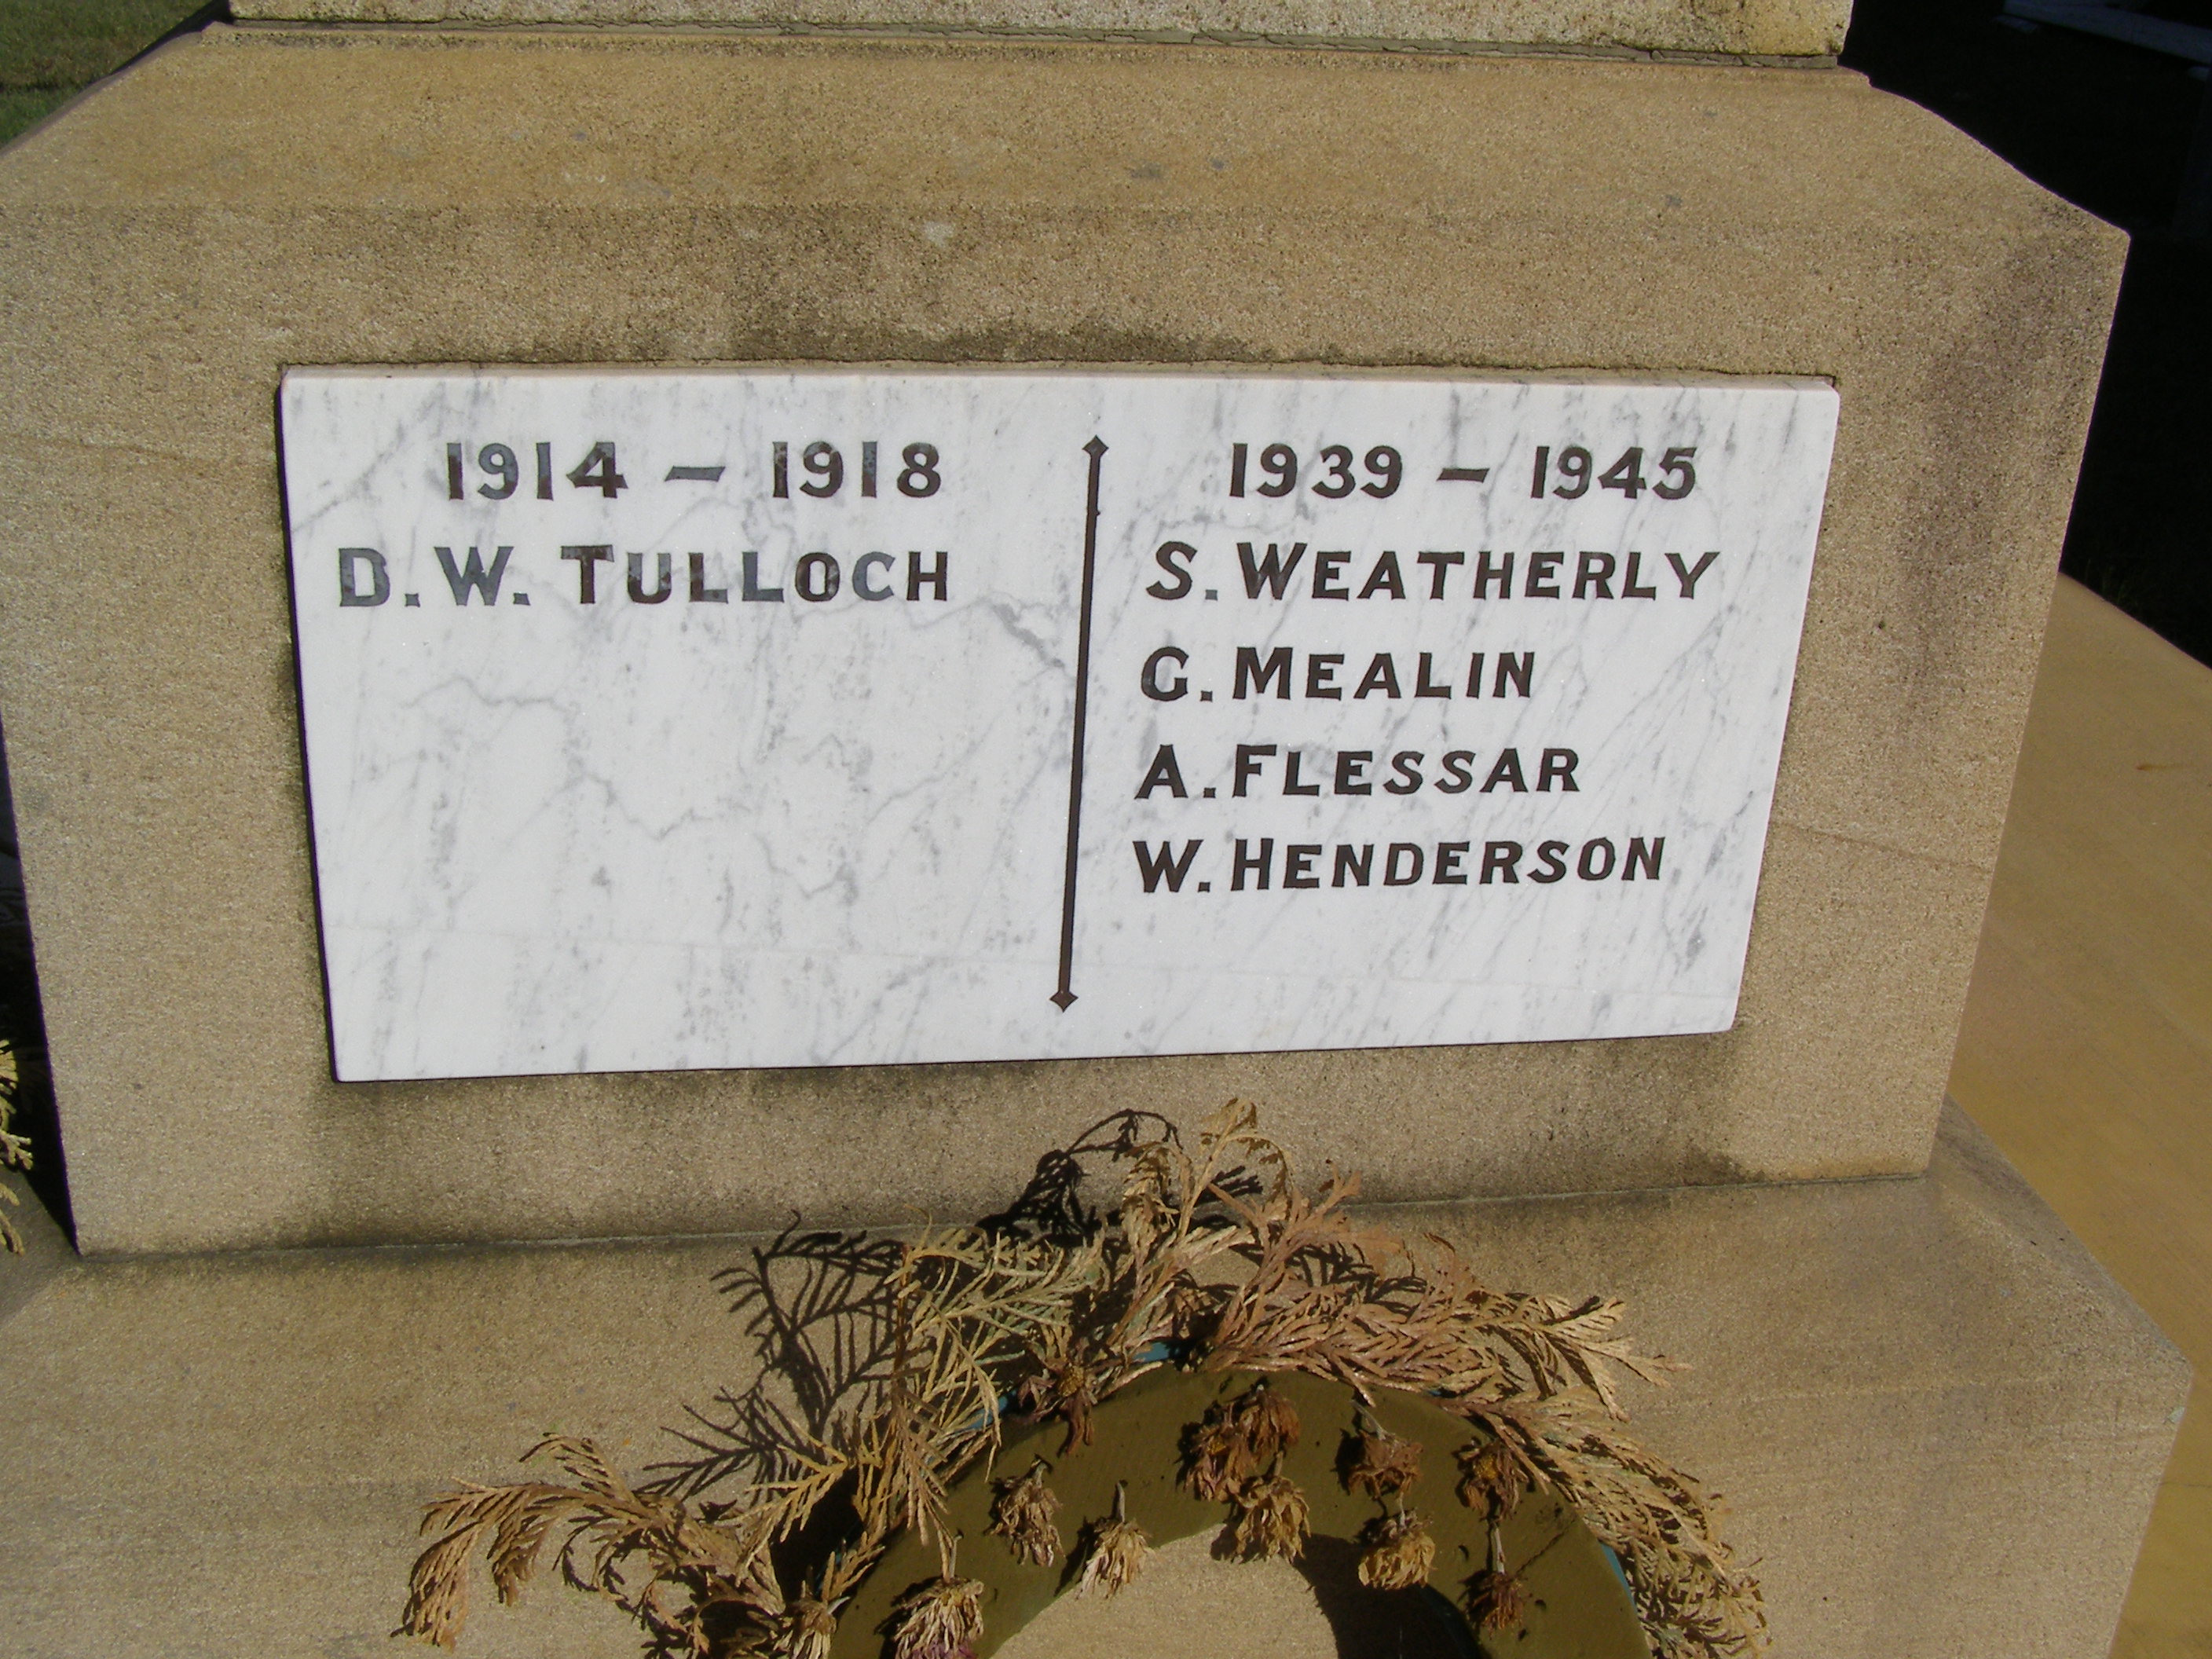 1914 – 1918
D. W. TULLOCH
1939 – 1945
S. WEATHERLY
G. MEALIN
A. FLESSAR
W. HENDERSON